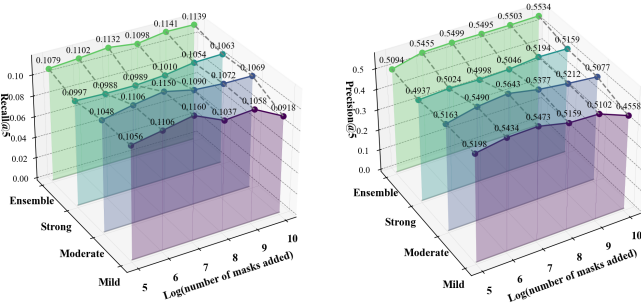 0.1079 0.1102 0.1132 0.1098 0.1141 0.1139
0.0997 0.0988 0.0989 0.1010 0.1054 0.1063
0.1048 0.1106 0.1150 0.1090 0.1072 0.1069
0.1056 0.1106 0.1160 0.1037 0.1058 0.0918
0.10
0.08
0.06
0.04
0.02
0.00
Recall@5
Ensemble
Strong
Moderate
Mild
5 6 7 8 9 10
Log(number of masks added)
0.5094 0.5455 0.5499 0.5495 0.5503 0.5534
0.4937 0.5024 0.4998 0.5046 0.5194 0.5159
0.5163 0.5490 0.5643 0.5377 0.5212 0.5077
0.5198 0.5434 0.5473 0.5159 0.5102 0.4558
0.5
0.4
0.3
0.2
0.1
0.0
Precision@5
Ensemble
Strong
Moderate
Mild
5 6 7 8 9 10
Log(number of masks added)